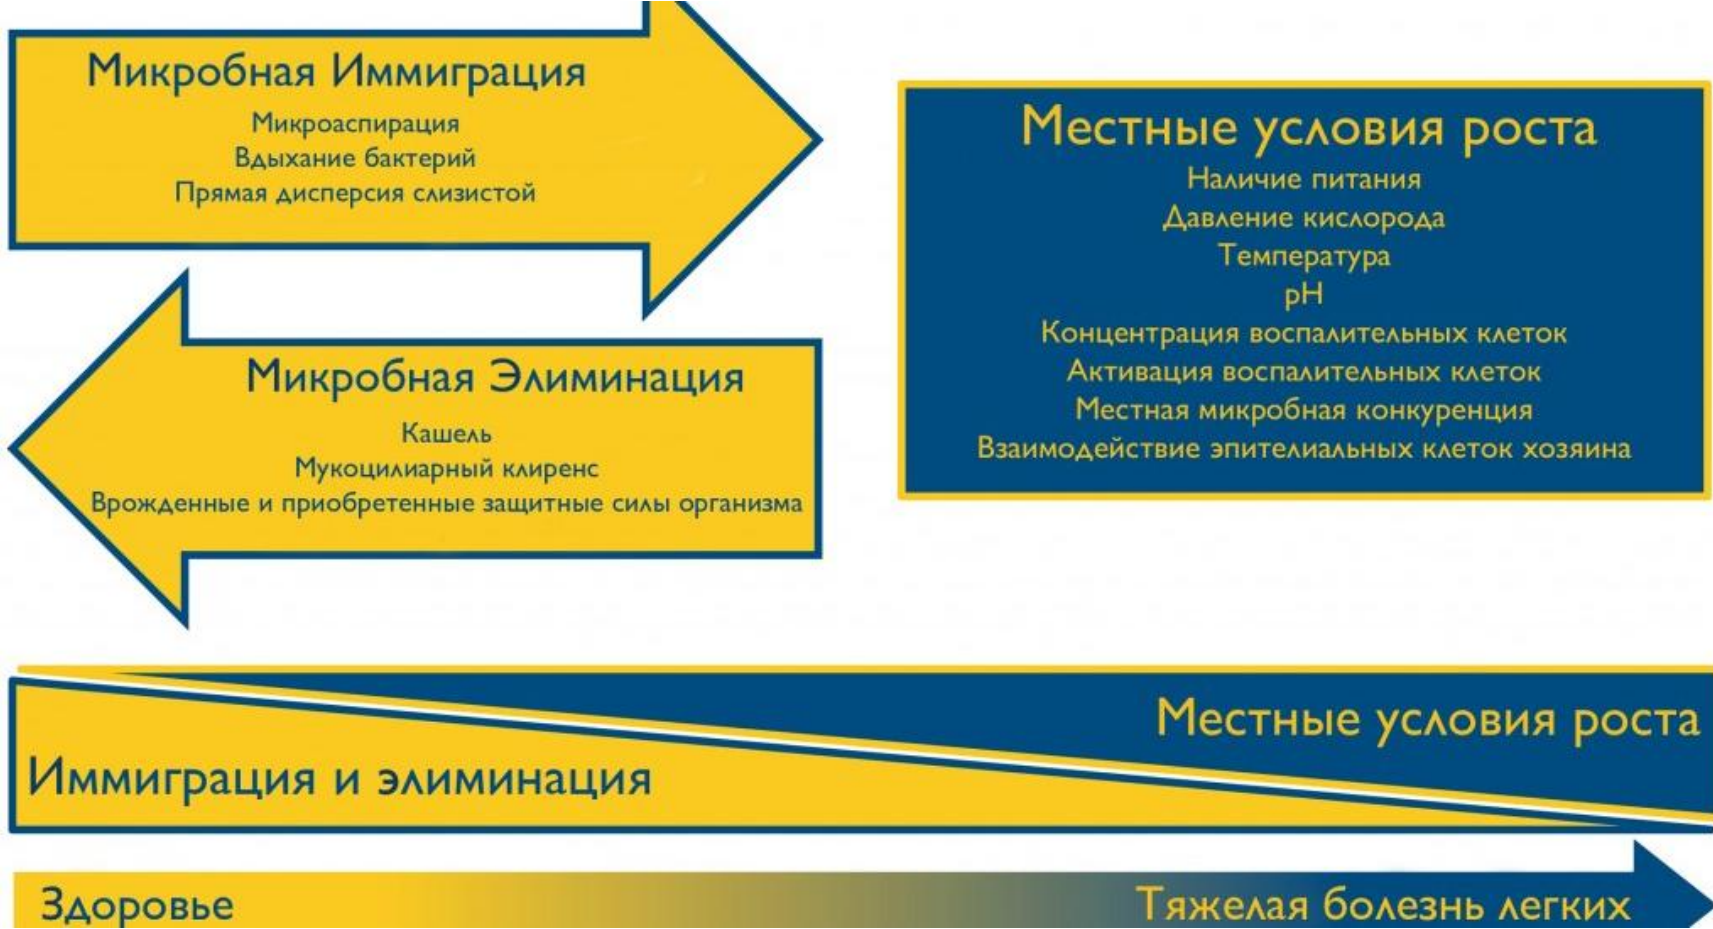 Микробная Иммиграция
Микроаспирация
Вдыхание бактерий
Прямая дисперсия слизистой
Микробная Элиминация
Кашель
Мукоцилиарный клиренс
Врожденные и приобретенные защитные силы организма
Местные условия роста
Наличие питания
Давление кислорода
Температура
pH
Концентрация воспалительных клеток
Активация воспалительных клеток
Местная микробная конкуренция
Взаимодействие эпителиальных клеток хозяина
Местные условия роста
Иммиграция и элиминация
Здоровье
Тяжелая болезнь легких